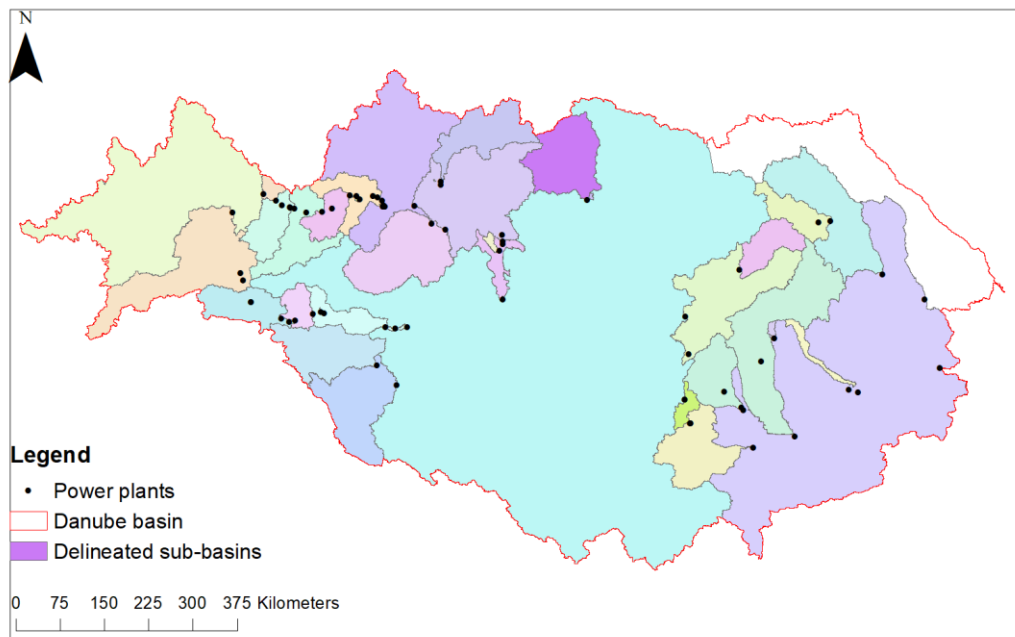 N
Legend
Power plants
Danube basin
Delineated sub-basins
0 75 150 225 300 375 Kilometers